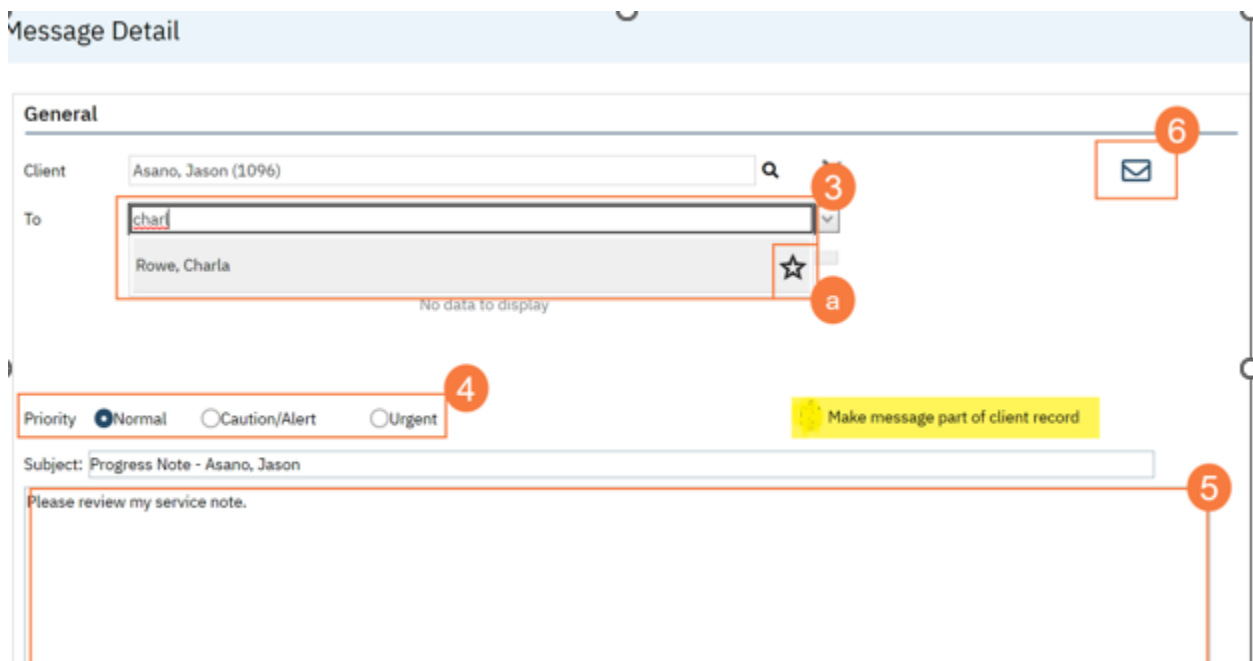 Message Detail
General
6
Client Asano, Jason (1096)
3
To charl
Rowe, Charla
a
No data to display
4
Priority Normal Caution/Alert Urgent Make message part of client record
Subject: Progress Note - Asano, Jason
5
Please review my service note.